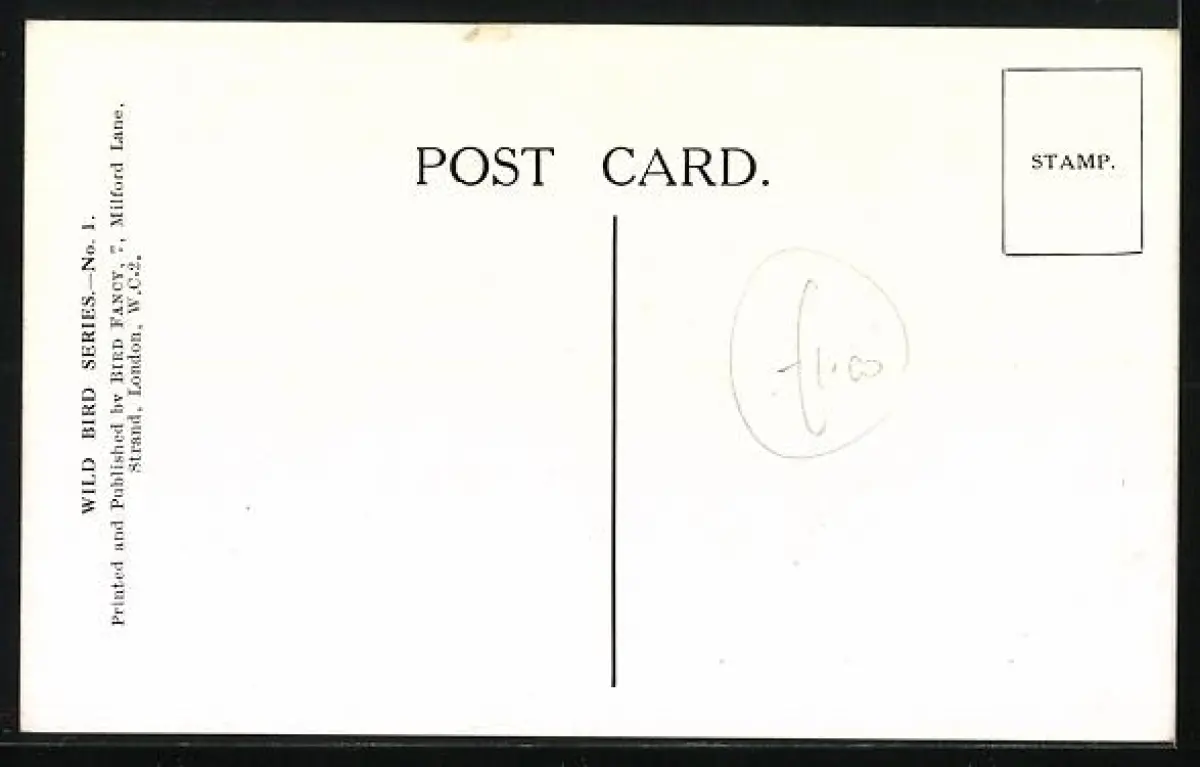 POST CARD.
STAMP.
WILD BIRD SERIES.—No. 1.
Printed and Published by BIRD FANCY, 7, Milford Lane,
Strand, London, W.C.2.
£1.00